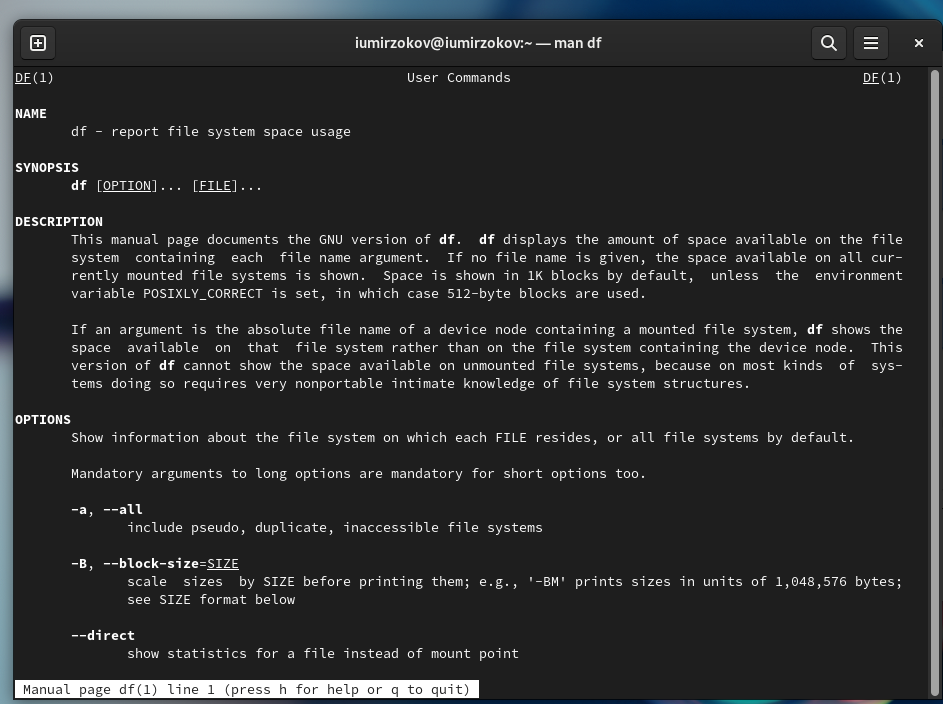 iumirzokov@iumirzokov:~ — man df
DF(1) User Commands DF(1)
NAME
df - report file system space usage
SYNOPSIS
df [OPTION]... [FILE]...
DESCRIPTION
This manual page documents the GNU version of df.  df displays the amount of space available on the file
system  containing  each  file name argument.  If no file name is given, the space available on all cur-
rently mounted file systems is shown.  Space is shown in 1K blocks by default,  unless  the  environment
variable POSIXLY_CORRECT is set, in which case 512-byte blocks are used.
If an argument is the absolute file name of a device node containing a mounted file system, df shows the
space  available  on  that  file system rather than on the file system containing the device node.  This
version of df cannot show the space available on unmounted file systems, because on most kinds  of  sys-
tems doing so requires very nonportable intimate knowledge of file system structures.
OPTIONS
Show information about the file system on which each FILE resides, or all file systems by default.
Mandatory arguments to long options are mandatory for short options too.
-a, --all
include pseudo, duplicate, inaccessible file systems
-B, --block-size=SIZE
scale  sizes  by SIZE before printing them; e.g., '-BM' prints sizes in units of 1,048,576 bytes;
see SIZE format below
--direct
show statistics for a file instead of mount point
Manual page df(1) line 1 (press h for help or q to quit)